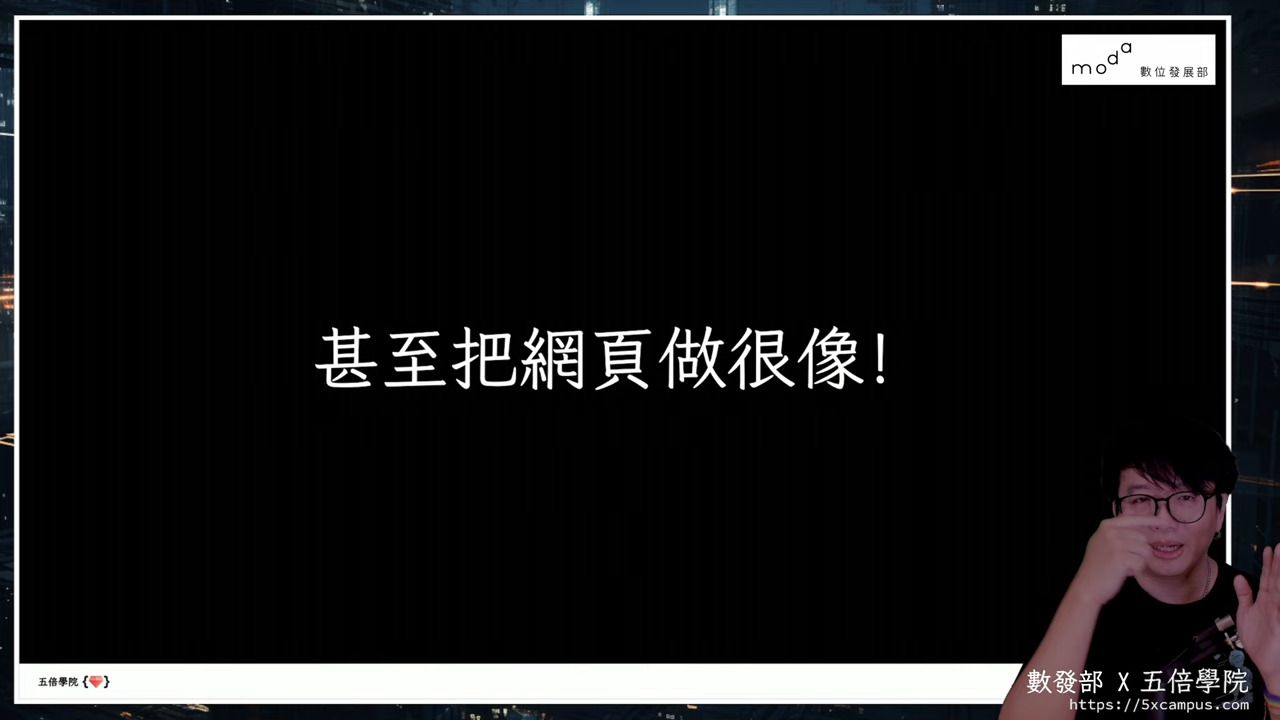 moda 數位發展部
甚至把網頁做很像!
五倍學院 {❤}
數發部 X 五倍學院
https://5xcampus.com